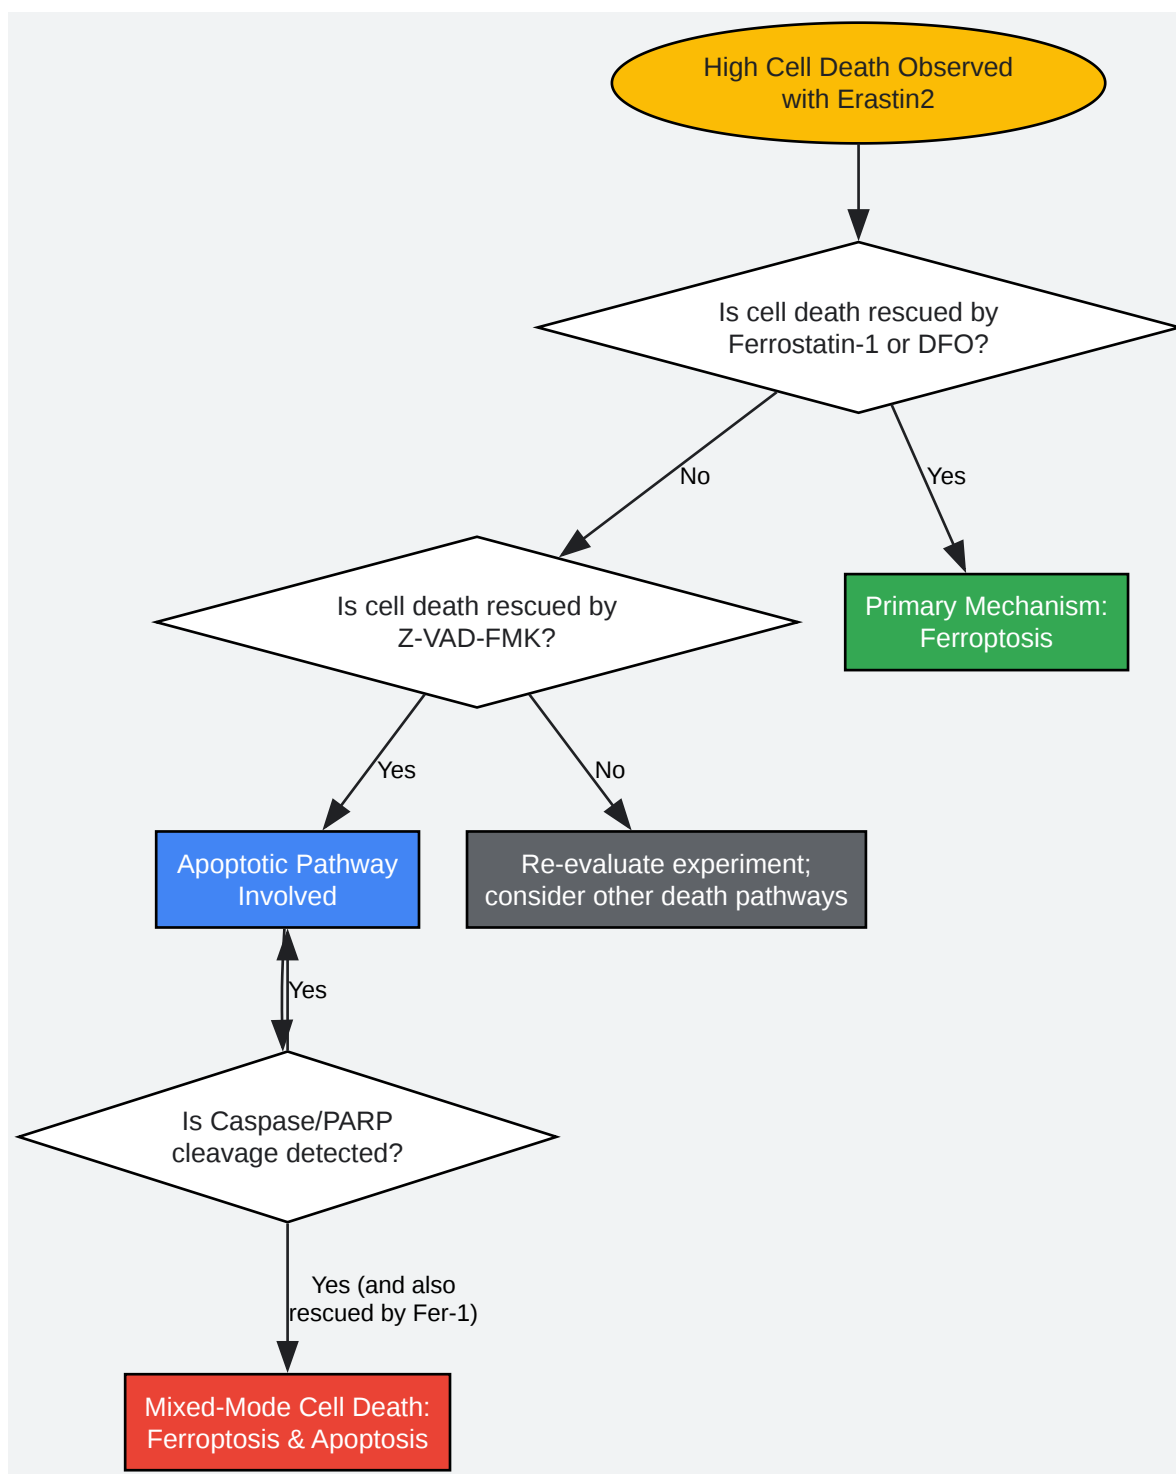 High Cell Death Observed
with Erastin2
Is cell death rescued by
Ferrostatin-1 or DFO?
No
Yes
Is cell death rescued by
Z-VAD-FMK?
Primary Mechanism:
Ferroptosis
Yes
No
Apoptotic Pathway
Involved
Re-evaluate experiment;
consider other death pathways
Yes
Is Caspase/PARP
cleavage detected?
Yes (and also
rescued by Fer-1)
Mixed-Mode Cell Death:
Ferroptosis & Apoptosis